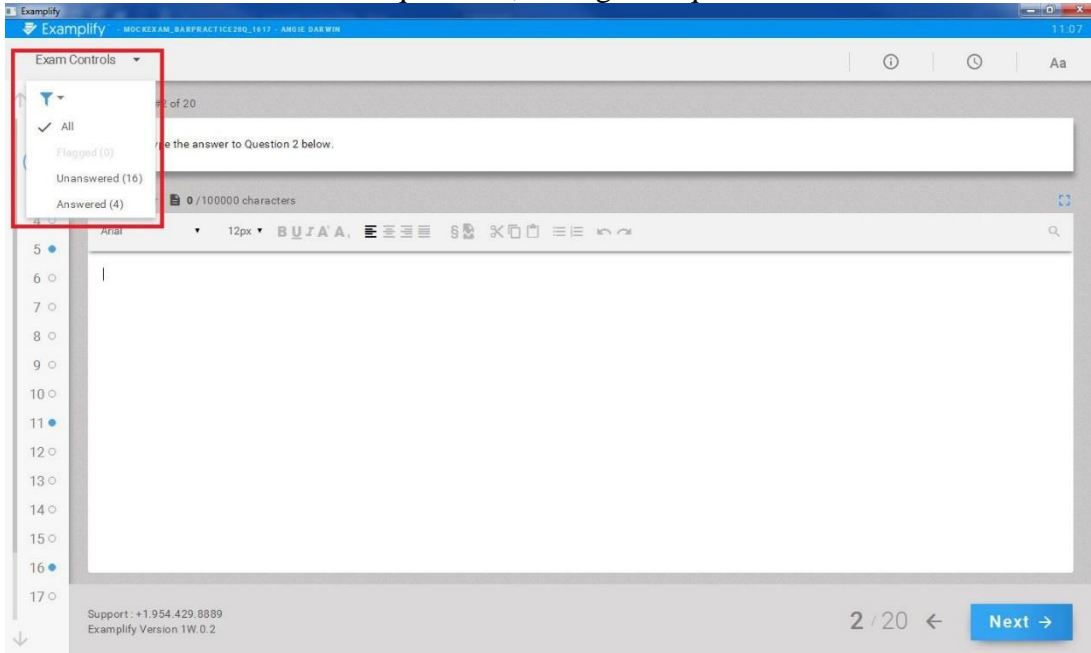 Examplify
Examplify - MOCKEXAM_BARPRACTICE20Q_1617 - ANGIE DARWIN 11:07
Exam Controls Aa
#2 of 20
All
Flagged (0)
the answer to Question 2 below.
Unanswered (16)
Answered (4)
0 /100000 characters
4
Arial 12px B U I A A
5
6
7
8
9
10
11
12
13
14
15
16
17
Support : +1.954.429.8889
Examplify Version 1W.0.2
2 / 20 ← Next →